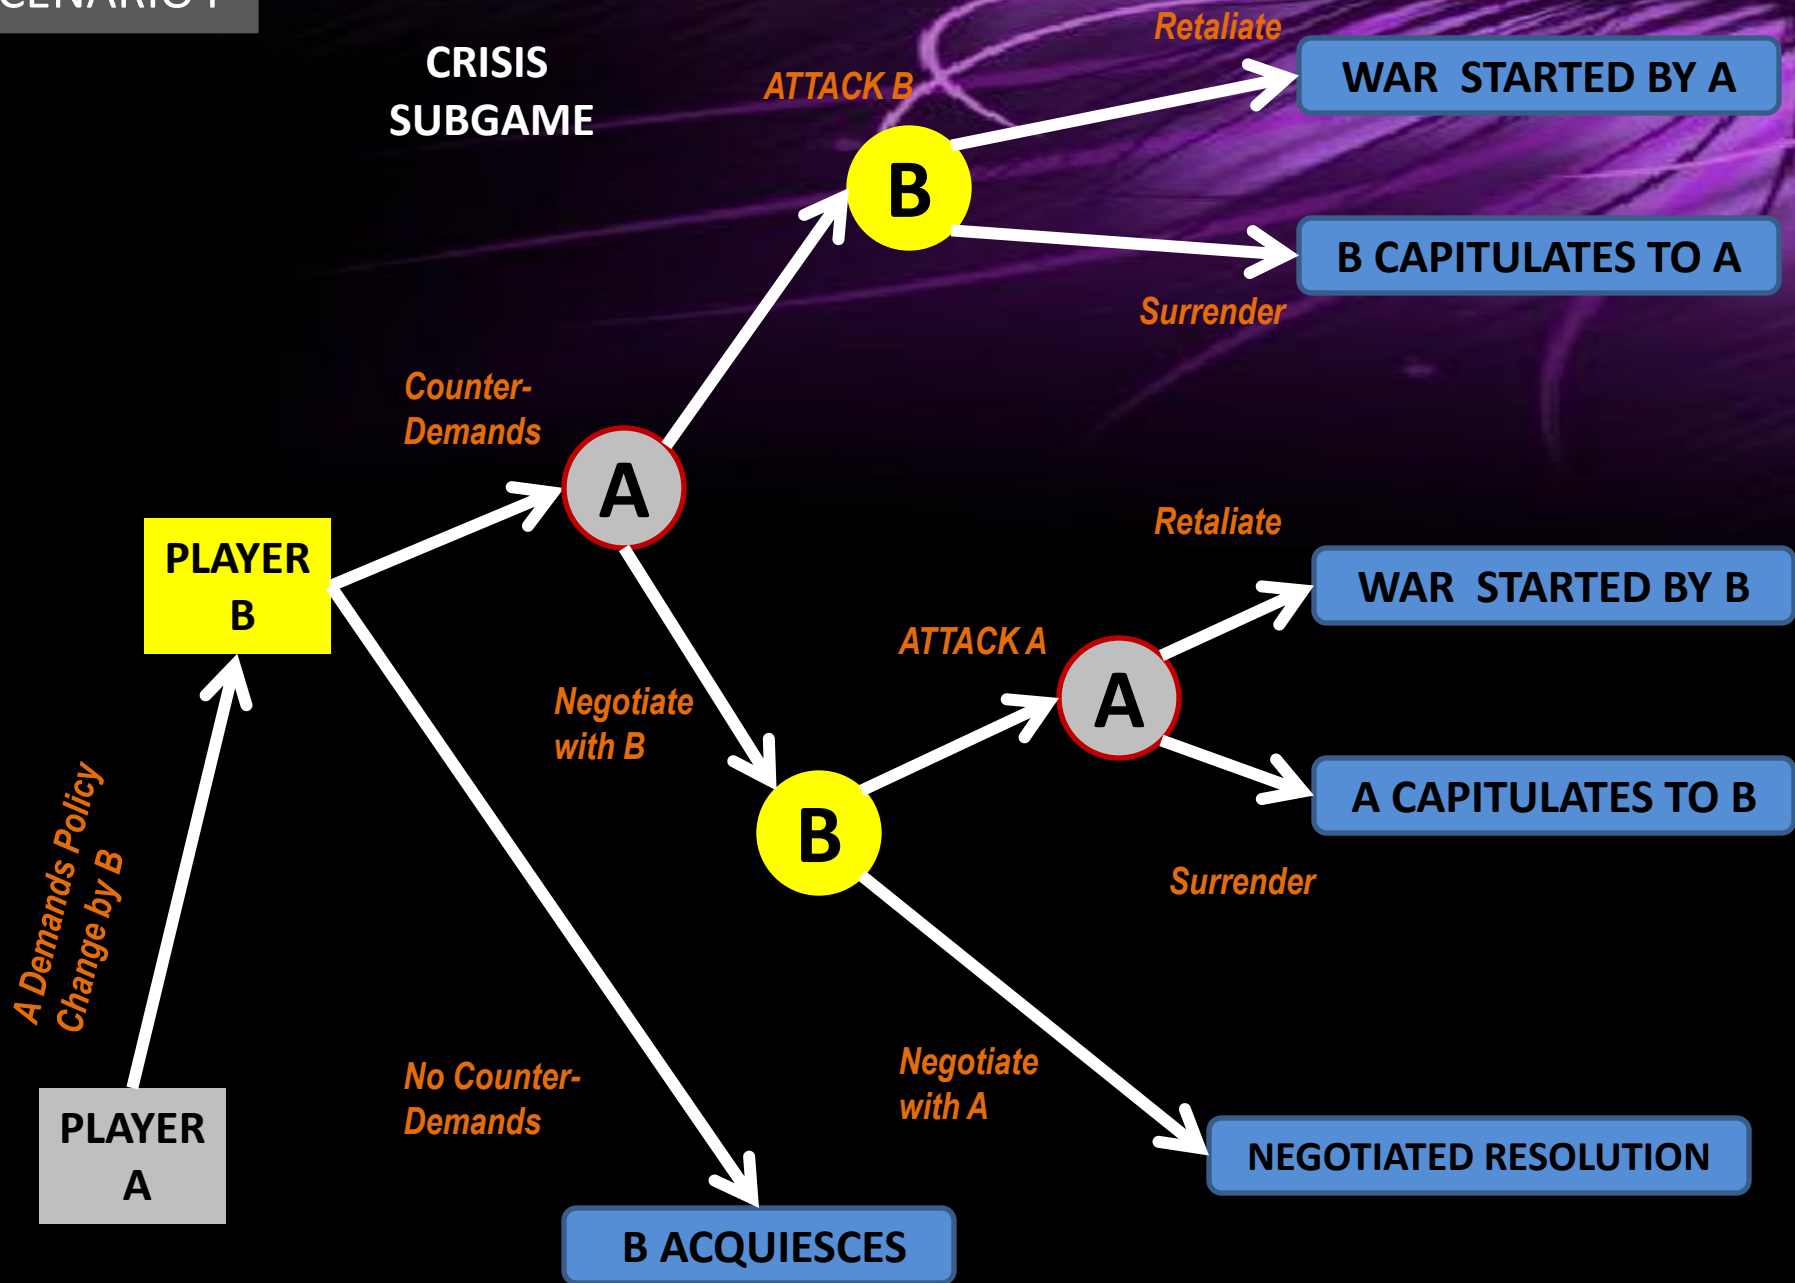 CRISIS
SUBGAME
Retaliate
ATTACK B
WAR  STARTED BY A
B
B CAPITULATES TO A
Surrender
Counter-
Demands
A
PLAYER
B
Retaliate
WAR  STARTED BY B
ATTACK A
A
Negotiate
with B
A CAPITULATES TO B
B
Surrender
A Demands Policy
Change by B
No Counter-
Demands
Negotiate
with A
PLAYER
A
NEGOTIATED RESOLUTION
B ACQUIESCES